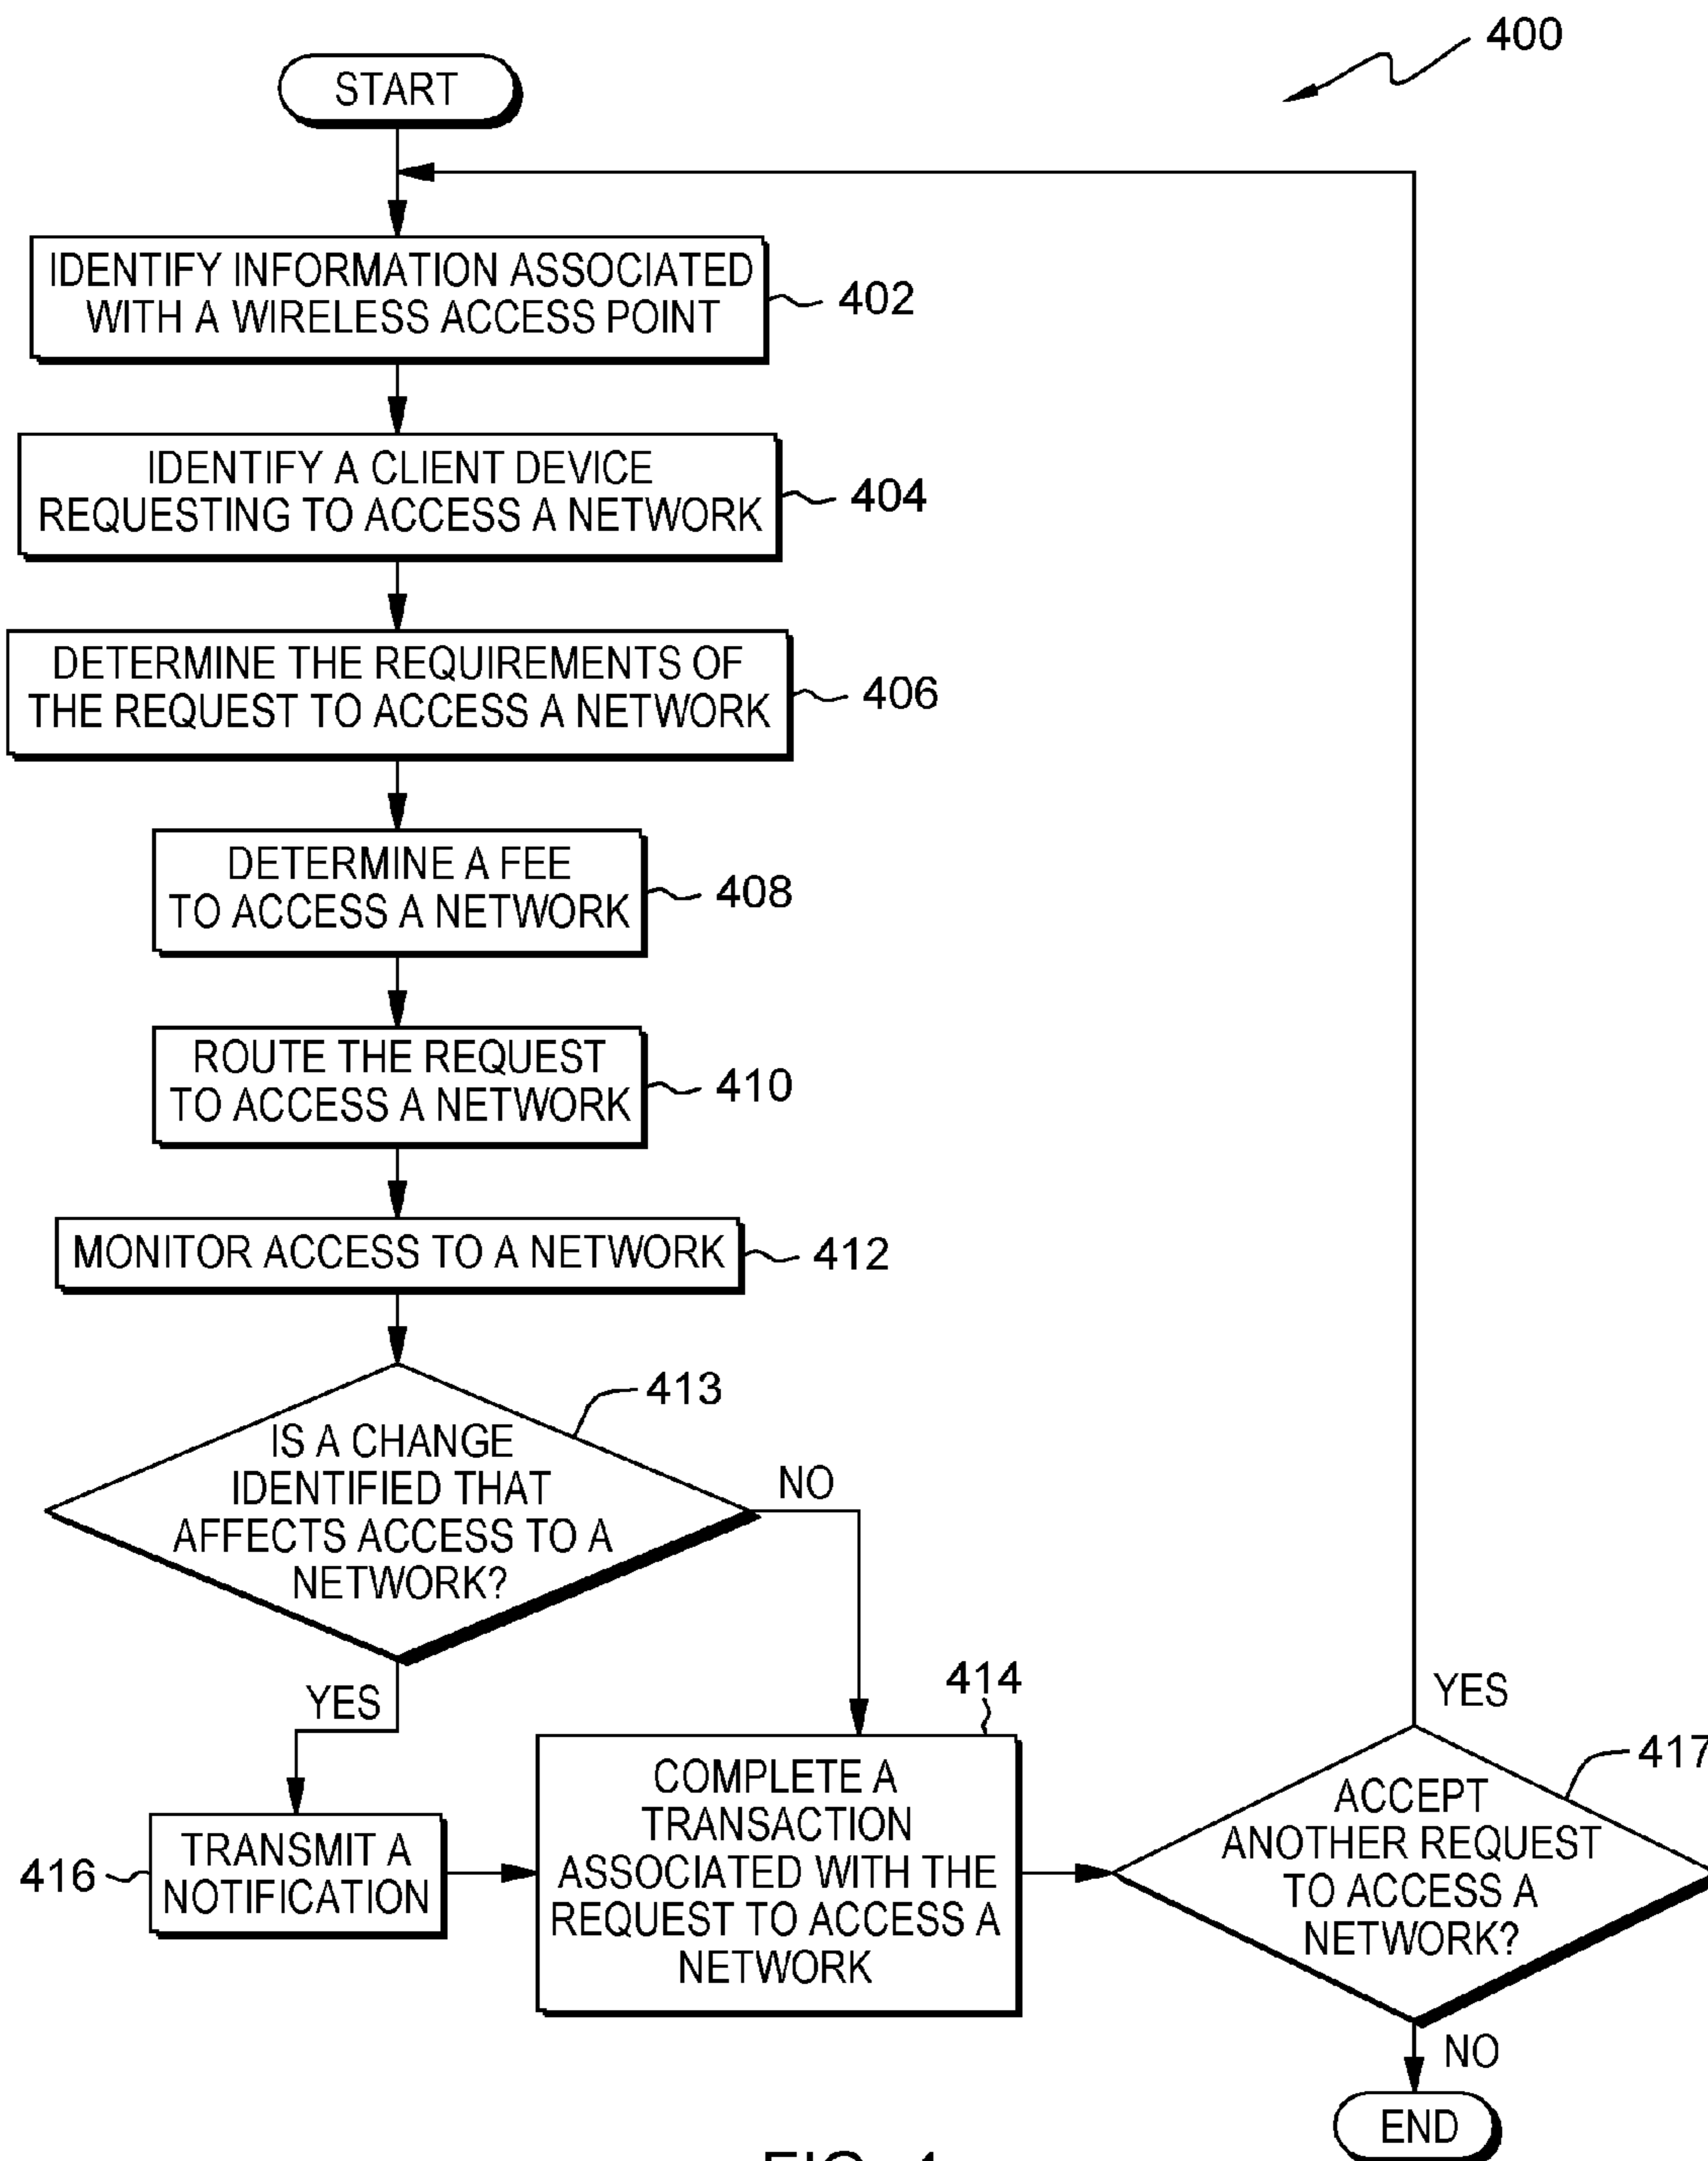 400
START
IDENTIFY INFORMATION ASSOCIATED
WITH A WIRELESS ACCESS POINT
402
IDENTIFY A CLIENT DEVICE
REQUESTING TO ACCESS A NETWORK
404
DETERMINE THE REQUIREMENTS OF
THE REQUEST TO ACCESS A NETWORK
406
DETERMINE A FEE
TO ACCESS A NETWORK
408
ROUTE THE REQUEST
TO ACCESS A NETWORK
410
MONITOR ACCESS TO A NETWORK
412
413
IS A CHANGE
IDENTIFIED THAT
AFFECTS ACCESS TO A
NETWORK?
NO
YES
416
TRANSMIT A
NOTIFICATION
414
COMPLETE A
TRANSACTION
ASSOCIATED WITH THE
REQUEST TO ACCESS A
NETWORK
YES
417
ACCEPT
ANOTHER REQUEST
TO ACCESS A
NETWORK?
NO
END